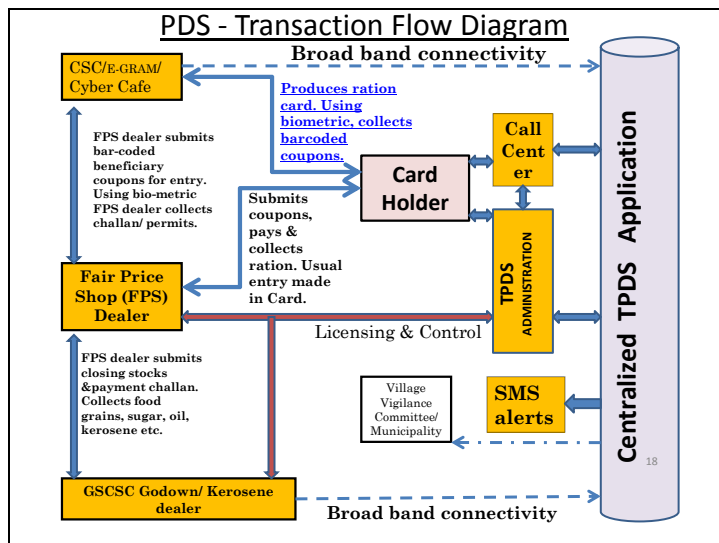 PDS - Transaction Flow Diagram
Broad band connectivity
CSC/E-GRAM/
Cyber Cafe
Produces ration
card. Using
biometric, collects
barcoded
coupons.
FPS dealer submits
bar-coded
beneficiary
coupons for entry.
Using bio-metric
FPS dealer collects
challan/ permits.
Call
Cent
er
Card
Holder
Submits
coupons,
pays &
collects
ration. Usual
entry made
in Card.
Fair Price
Shop (FPS)
Dealer
TPDS
ADMINISTRATION
Centralized TPDS Application
Licensing & Control
FPS dealer submits
closing stocks
&payment challan.
Collects food
grains, sugar, oil,
kerosene etc.
Village
Vigilance
Committee/
Municipality
SMS
alerts
18
GSCSC Godown/ Kerosene
dealer
Broad band connectivity